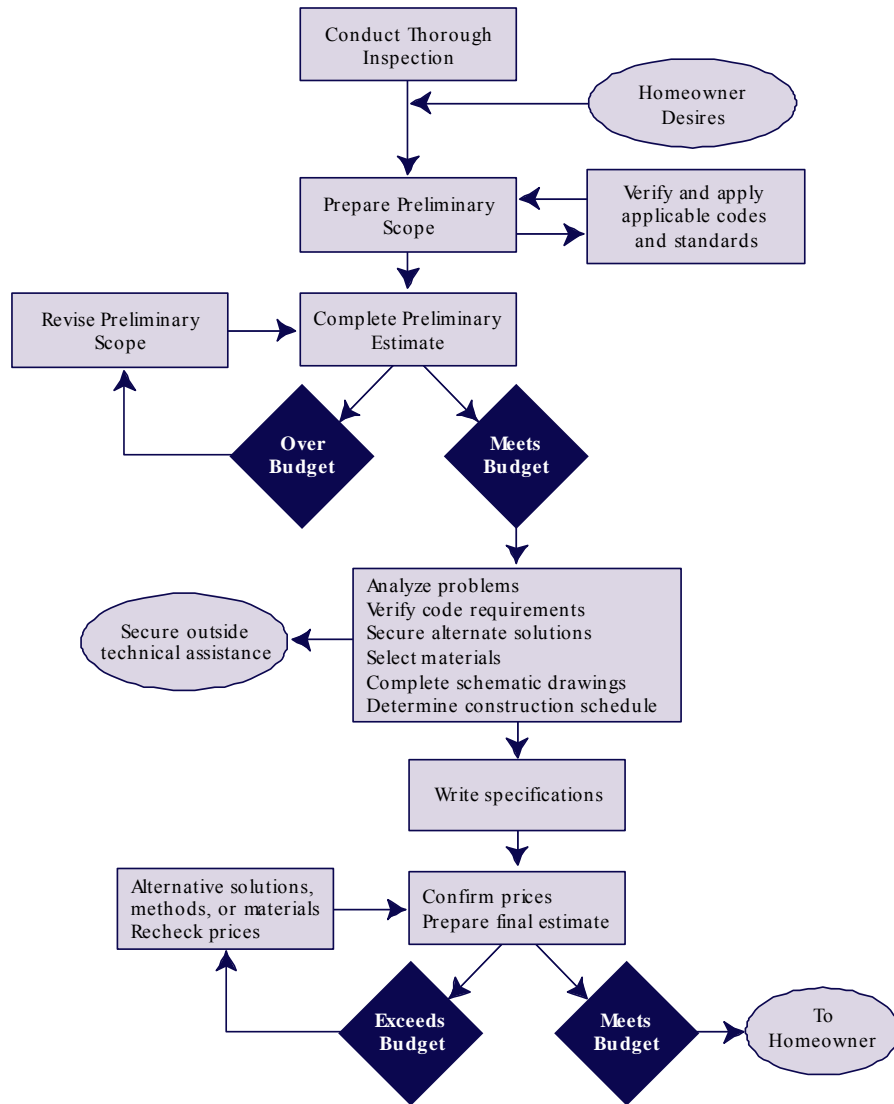 Conduct Thorough
Inspection
Homeowner
Desires
Prepare Preliminary
Scope
Verify and apply
applicable codes
and standards
Revise Preliminary
Scope
Complete Preliminary
Estimate
Over
Budget
Meets
Budget
Analyze problems
Verify code requirements
Secure alternate solutions
Select materials
Complete schematic drawings
Determine construction schedule
Secure outside
technical assistance
Write specifications
Alternative solutions,
methods, or materials
Recheck prices
Confirm prices
Prepare final estimate
Exceeds
Budget
Meets
Budget
To
Homeowner